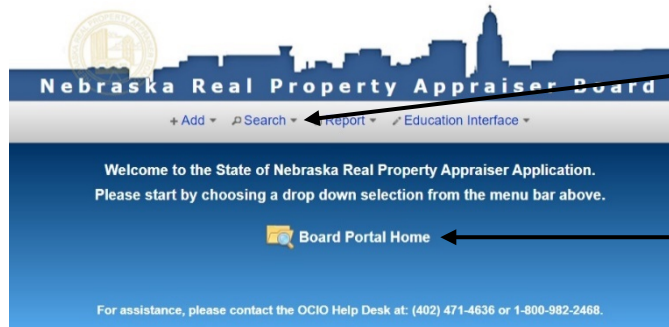 Nebraska Real Property Appraiser Board
+ Add Search Report Education Interface
Welcome to the State of Nebraska Real Property Appraiser Application.
Please start by choosing a drop down selection from the menu bar above.
Board Portal Home
For assistance, please contact the OCIO Help Desk at: (402) 471-4636 or 1-800-982-2468.